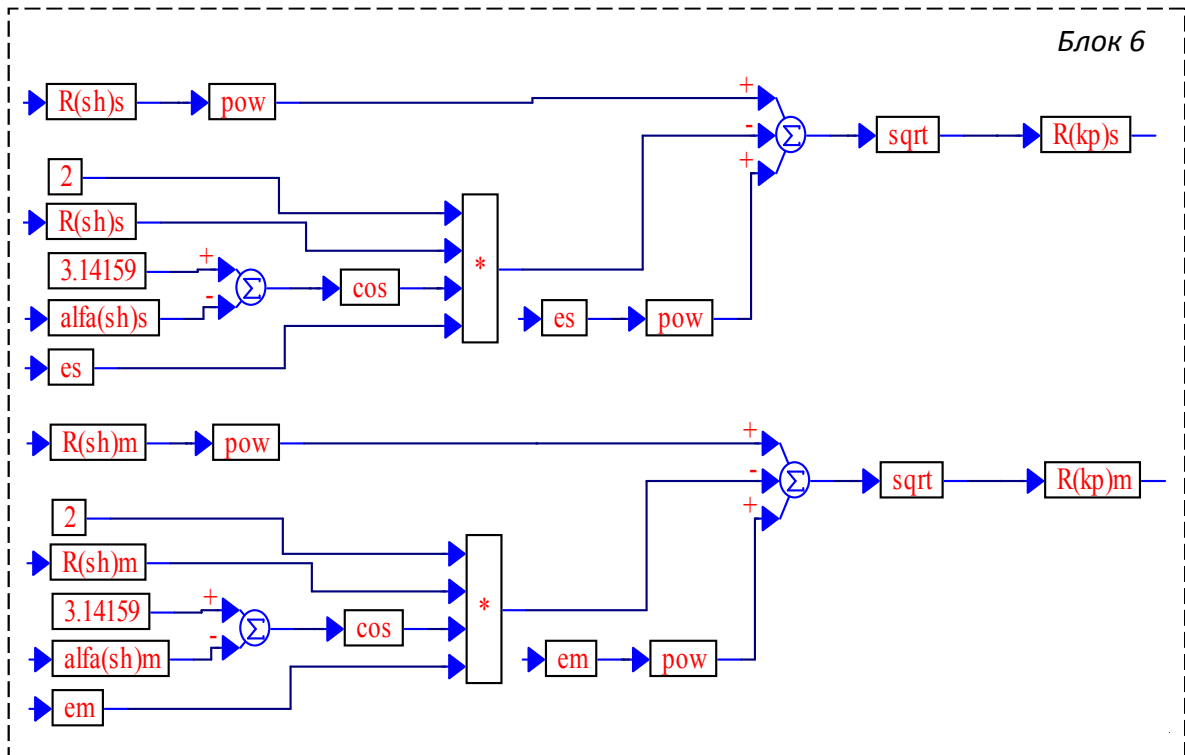 Блок 6
R(sh)s pow + - + Σ sqrt R(kp)s
2
R(sh)s
3.14159 + - Σ cos *
alfa(sh)s es pow
es
R(sh)m pow + - + Σ sqrt R(kp)m
2
R(sh)m
3.14159 + - Σ cos *
alfa(sh)m em pow
em